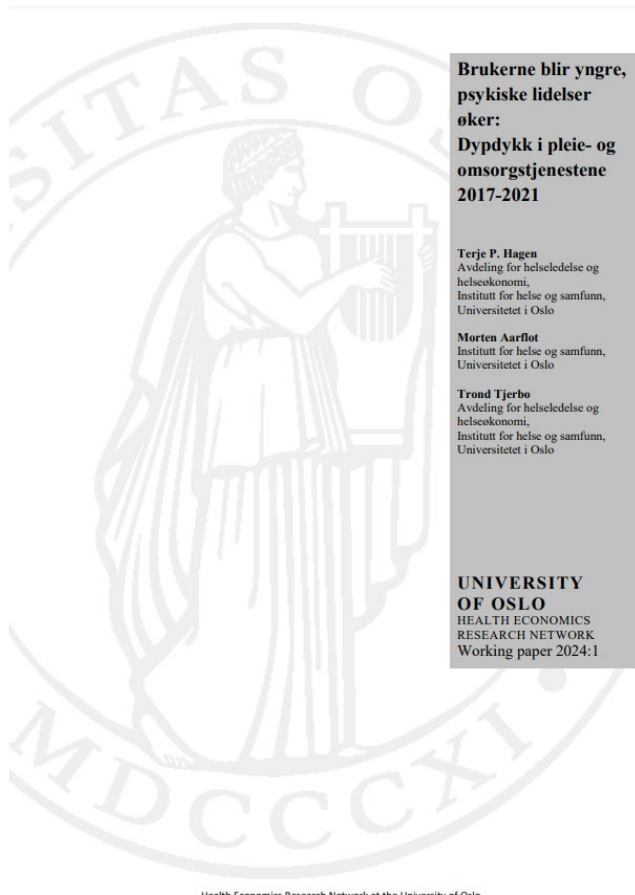 Brukerne blir yngre,
psykiske lidelser
øker:
Dypdykk i pleie- og
omsorgstjenestene
2017-2021
Terje P. Hagen
Avdeling for helseledelse og
helseøkonomi,
Institutt for helse og samfunn,
Universitetet i Oslo
Morten Aarflot
Institutt for helse og samfunn,
Universitetet i Oslo
Trond Tjerbo
Avdeling for helseledelse og
helseøkonomi,
Institutt for helse og samfunn,
Universitetet i Oslo
UNIVERSITY
OF OSLO
HEALTH ECONOMICS
RESEARCH NETWORK
Working paper 2024:1
SITAS O
MDCCCXI
Health Economics Research Network at the University of Oslo